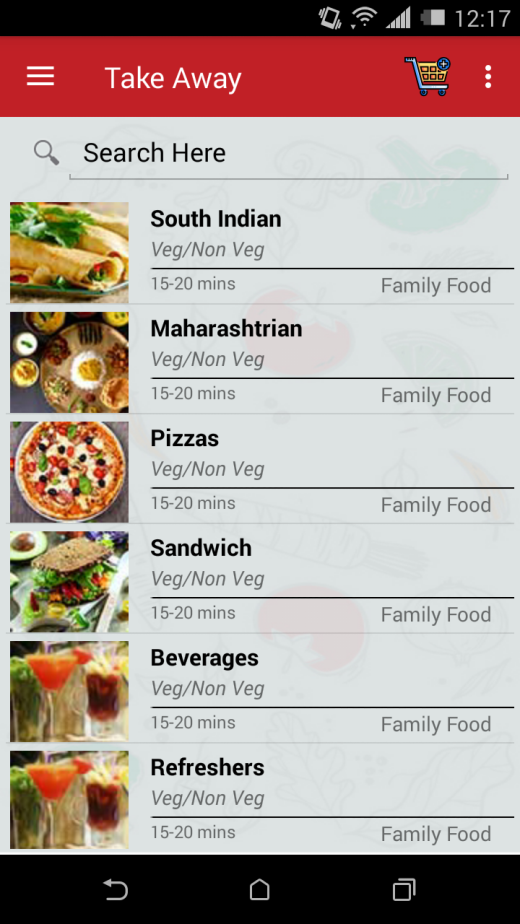 12:17
Take Away
Search Here
South Indian
Veg/Non Veg
15-20 mins Family Food
Maharashtrian
Veg/Non Veg
15-20 mins Family Food
Pizzas
Veg/Non Veg
15-20 mins Family Food
Sandwich
Veg/Non Veg
15-20 mins Family Food
Beverages
Veg/Non Veg
15-20 mins Family Food
Refreshers
Veg/Non Veg
15-20 mins Family Food